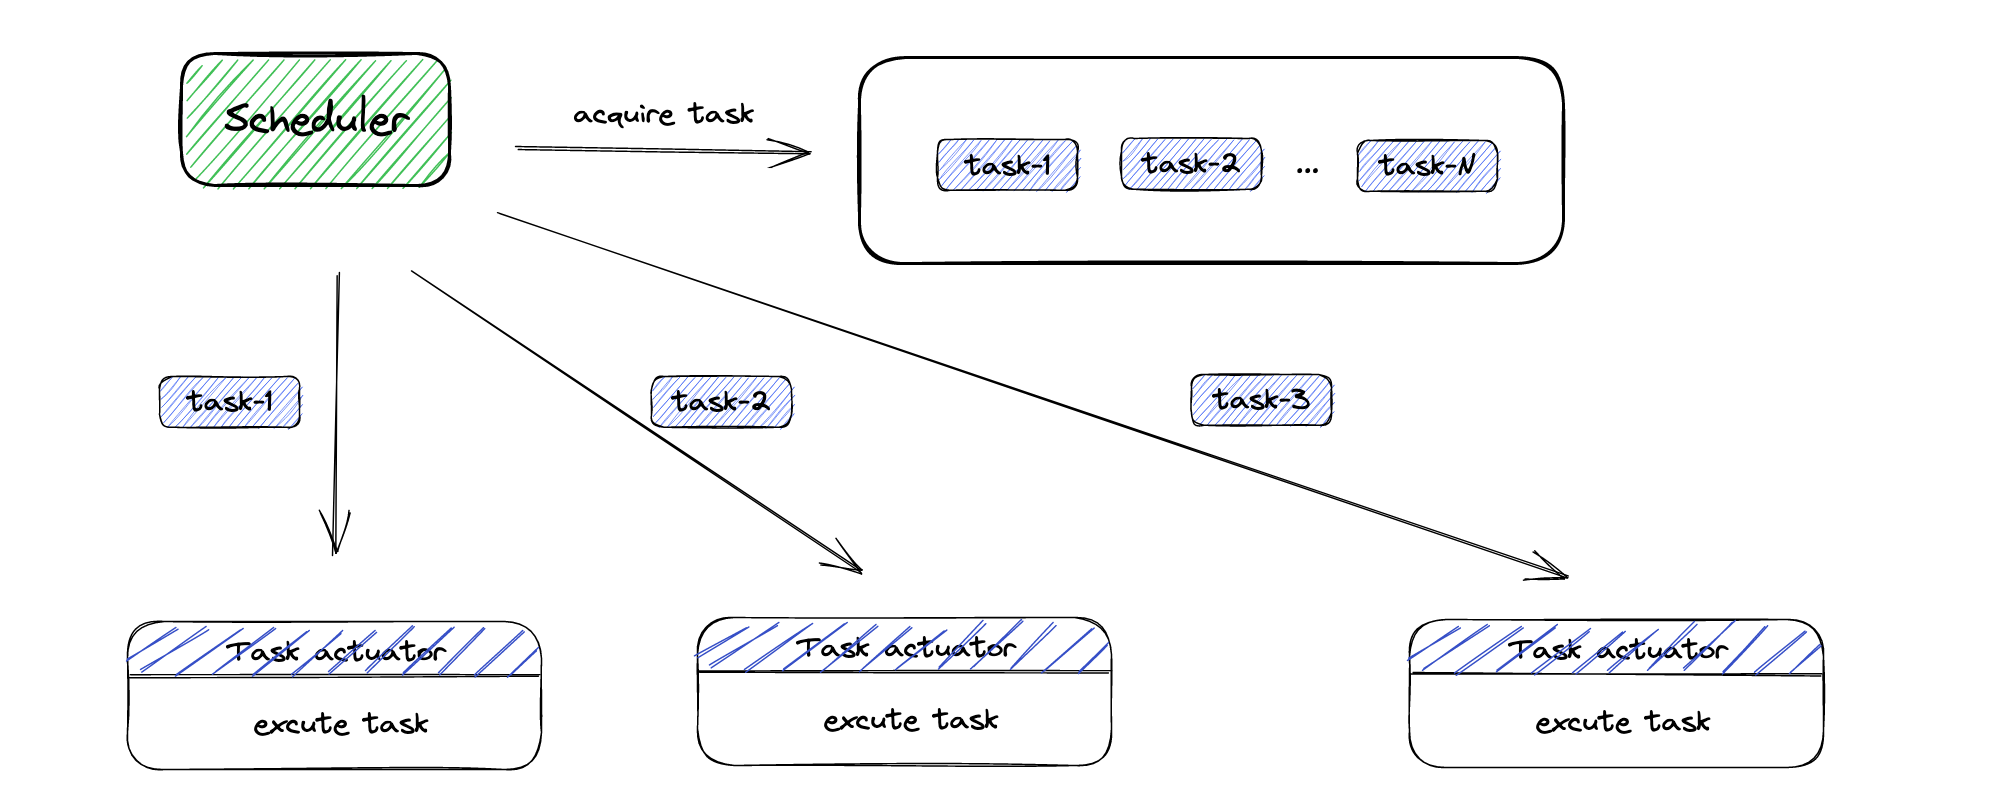 Scheduler
acquire task
task-1
task-2
...
task-N
task-1
task-2
task-3
Task actuator
excute task
Task actuator
excute task
Task actuator
excute task